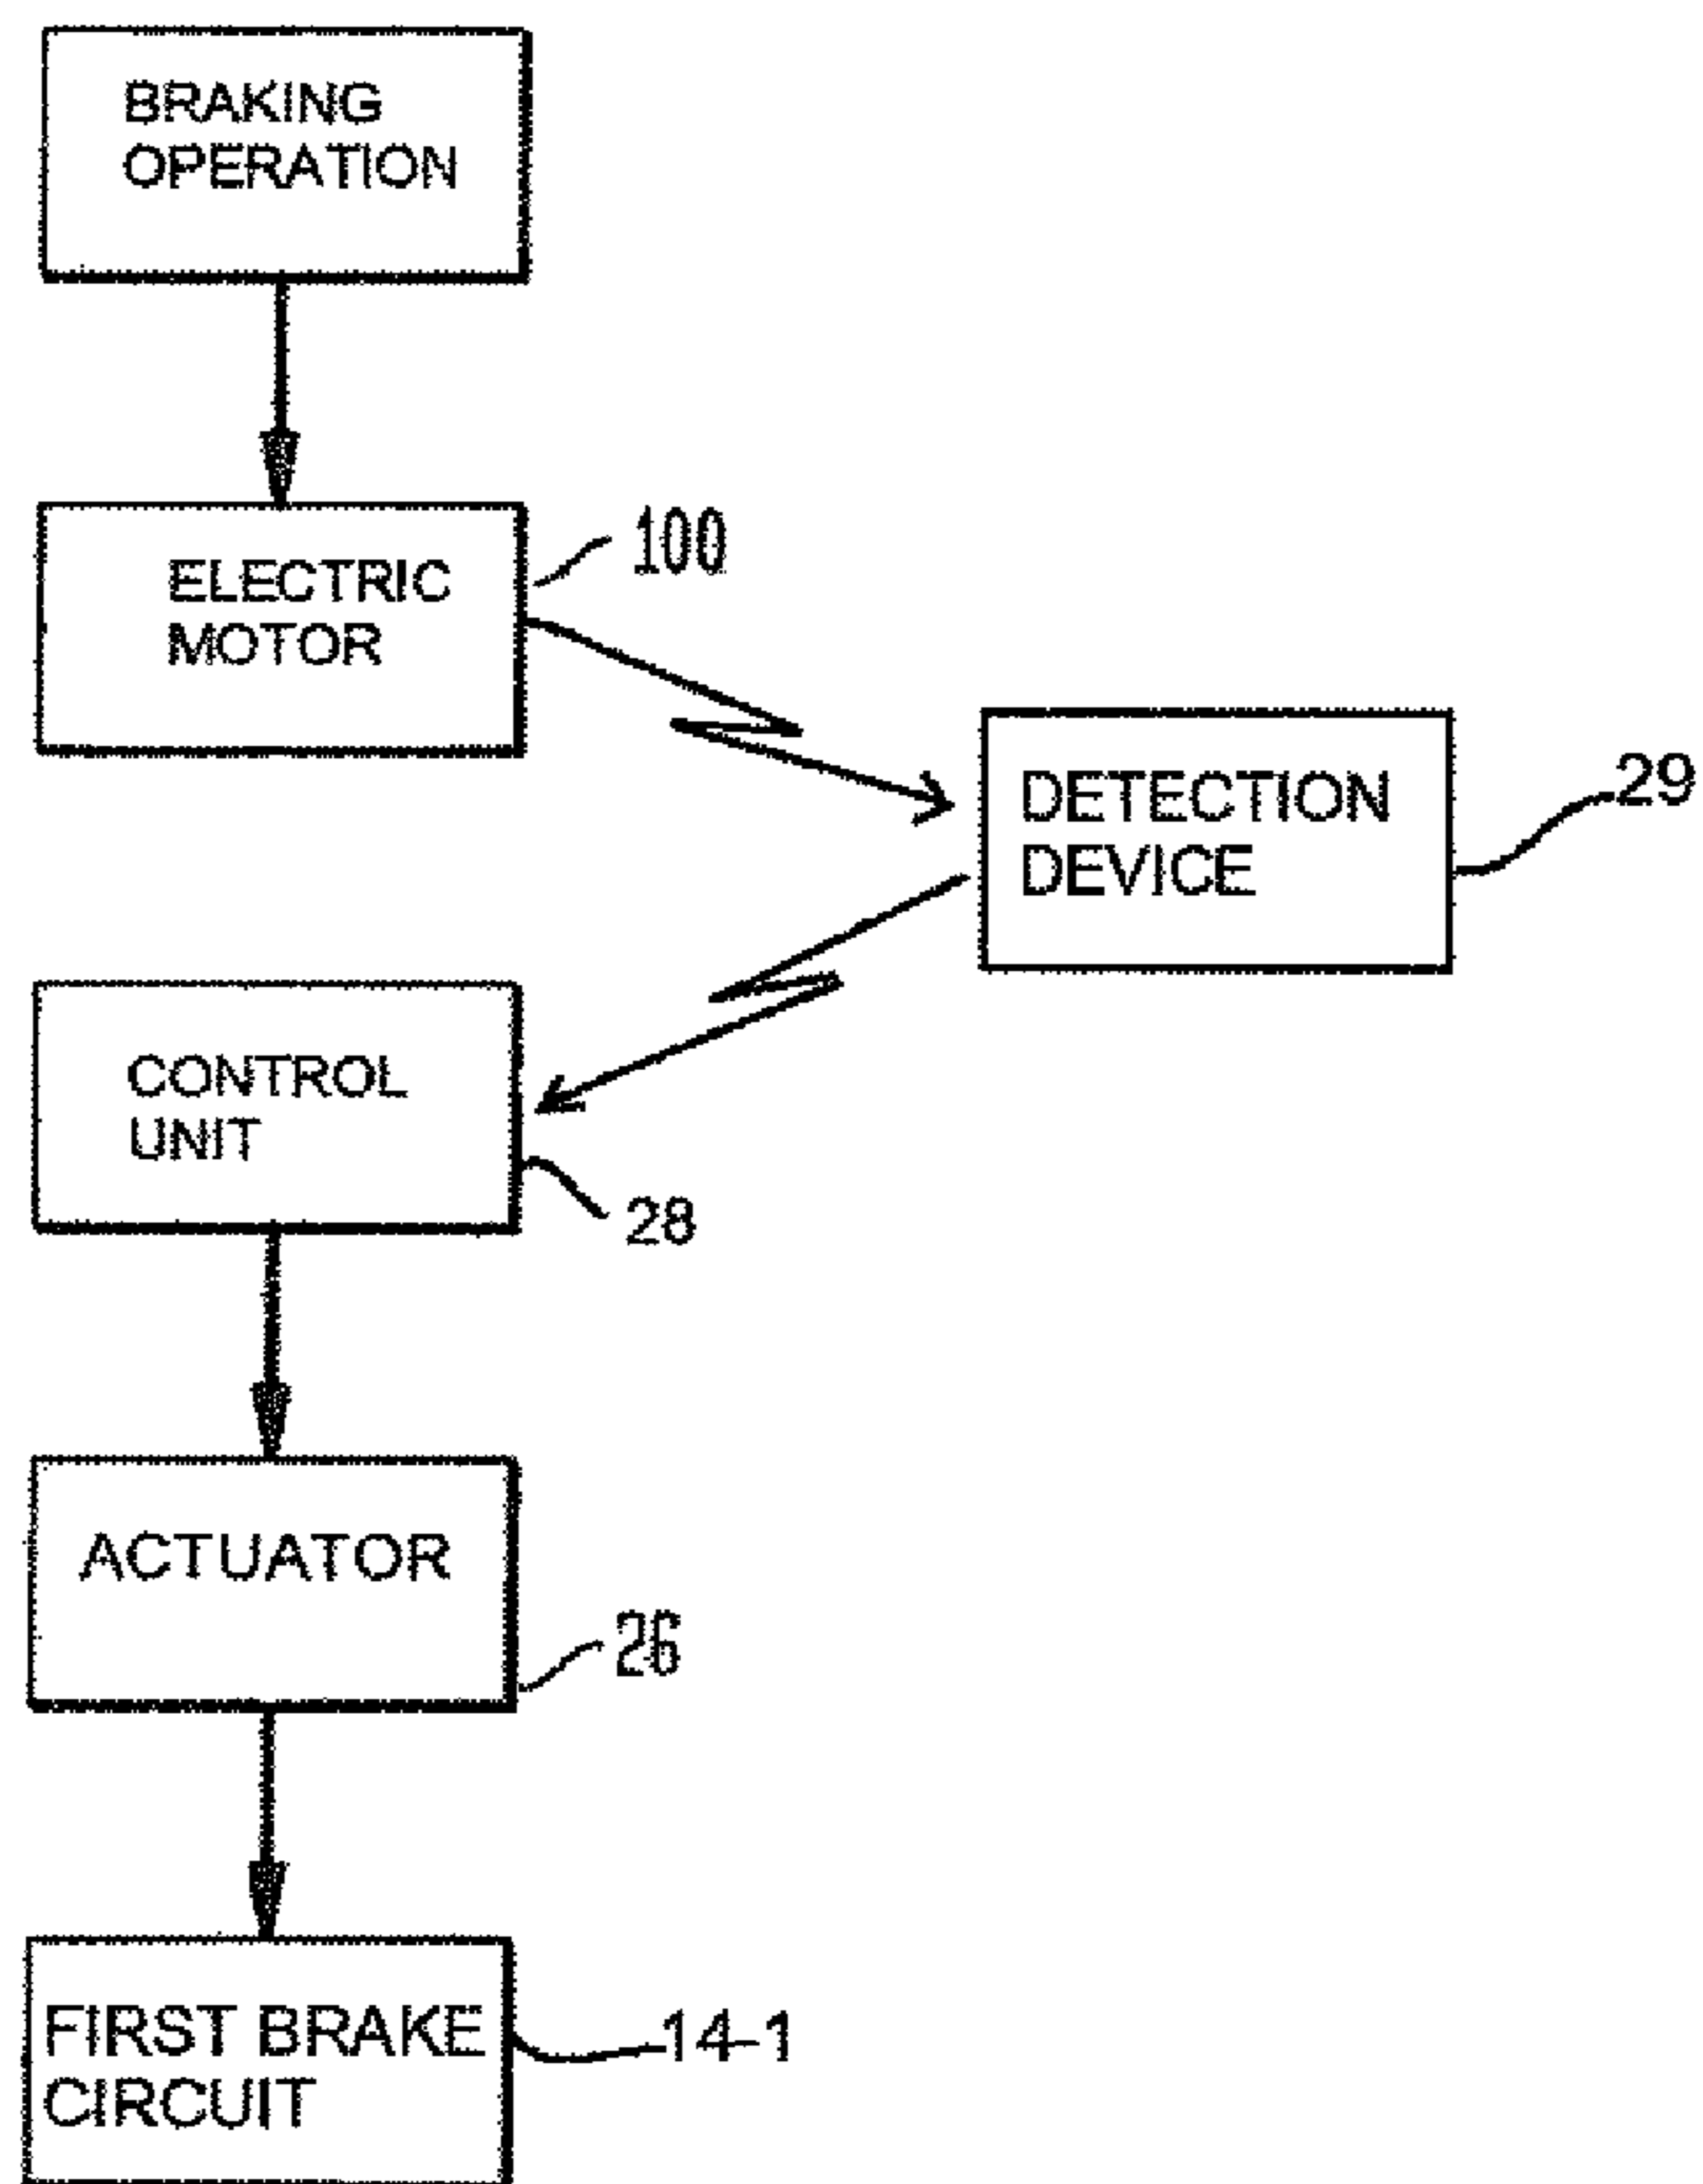 BRAKING
OPERATION
100
ELECTRIC
MOTOR
DETECTION
DEVICE
29
CONTROL
UNIT
28
ACTUATOR
26
FIRST BRAKE
CIRCUIT
14-1